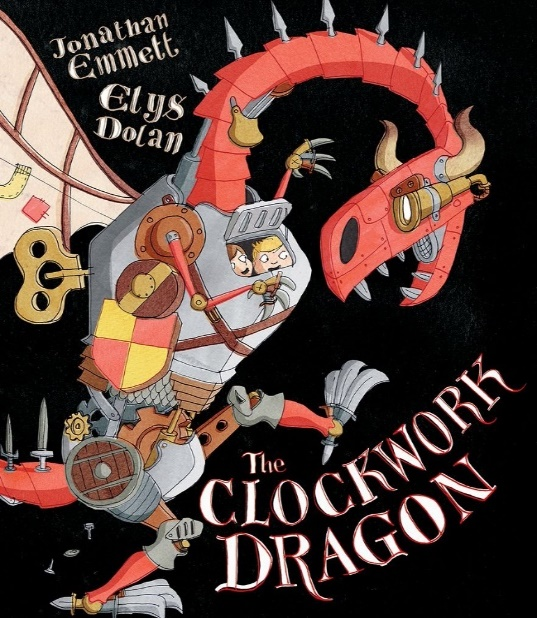 Jonathan
Emmett
Elys
Dolan
The
CLOCKWORK
DRAGON